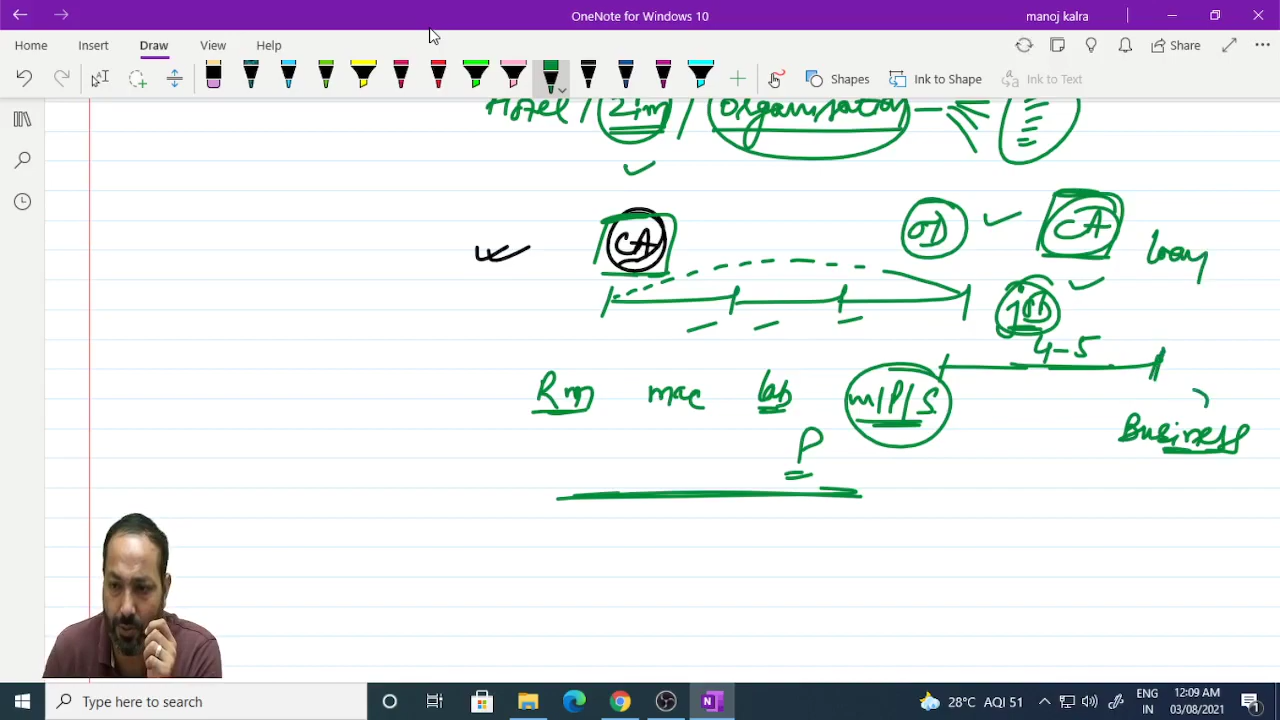 OneNote for Windows 10
manoj kalra
Home Insert Draw View Help
Share
Shapes Ink to Shape Ink to Text
Hotel / / organisation
CA OD CA
loan
4-5
Rm mac lab m/P/S
P
Business
Type here to search
28°C AQI 51
ENG
IN
12:09 AM
03/08/2021
1